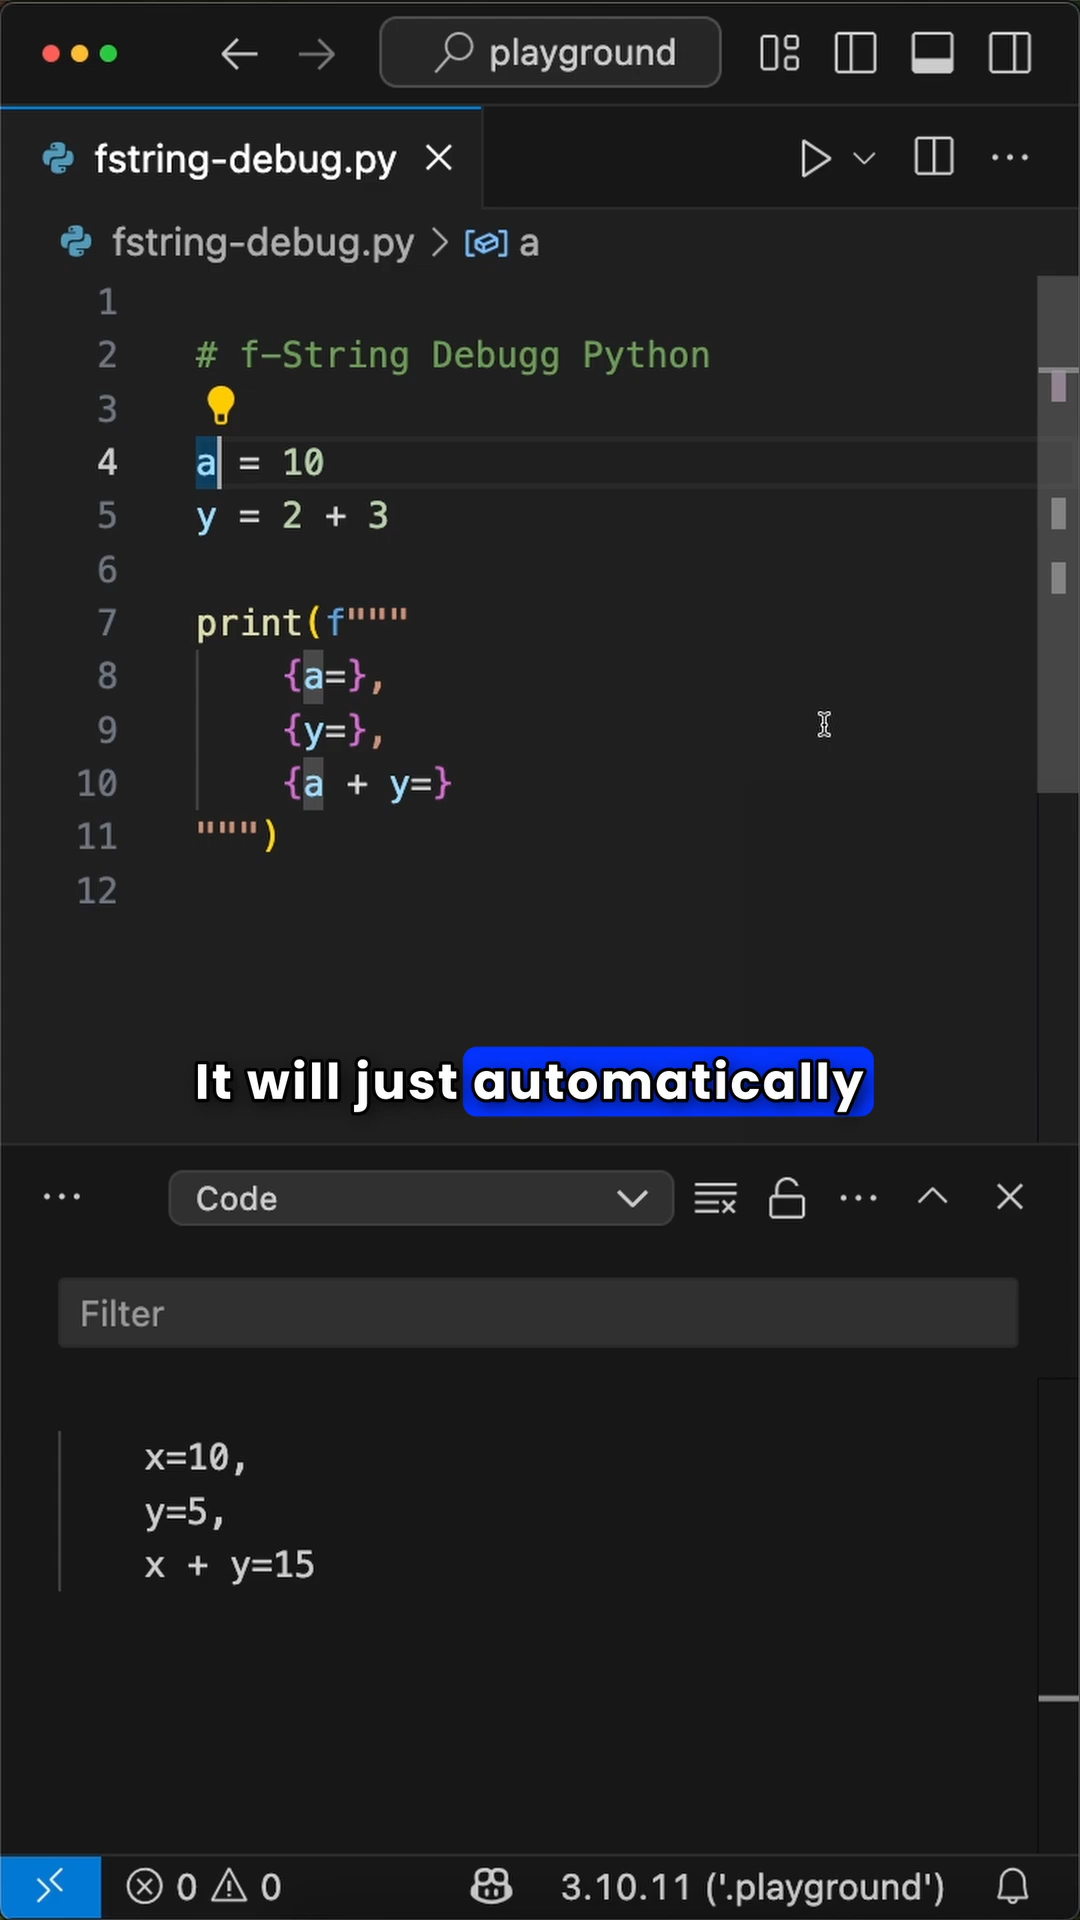 playground
fstring-debug.py
fstring-debug.py > a
1
2 # f-String Debugg Python
3
4 a = 10
5 y = 2 + 3
6
7 print(f"""
8 {a=},
9 {y=},
10 {a + y=}
11 """)
12
It will just automatically
Code
Filter
x=10,
y=5,
x + y=15
0 0 3.10.11 ('.playground')